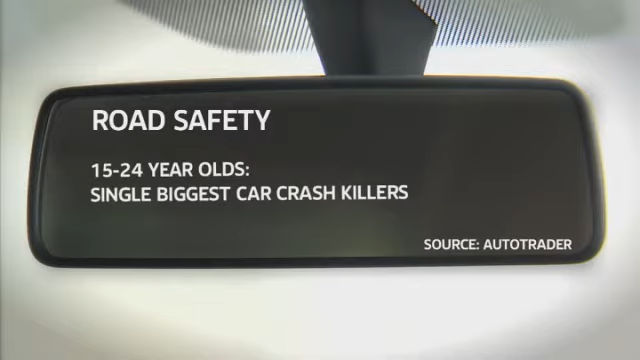 ROAD SAFETY
15-24 YEAR OLDS:
SINGLE BIGGEST CAR CRASH KILLERS
SOURCE: AUTOTRADER